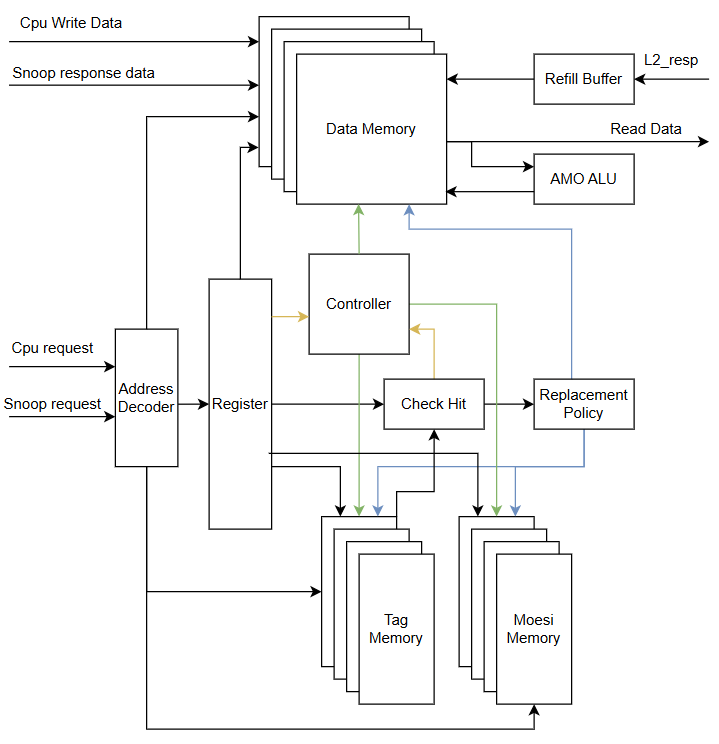 Cpu Write Data
Snoop response data
Data Memory
L2_resp
Refill Buffer
Read Data
AMO ALU
Controller
Cpu request
Snoop request
Address
Decoder
Register
Check Hit
Replacement
Policy
Tag
Memory
Moesi
Memory